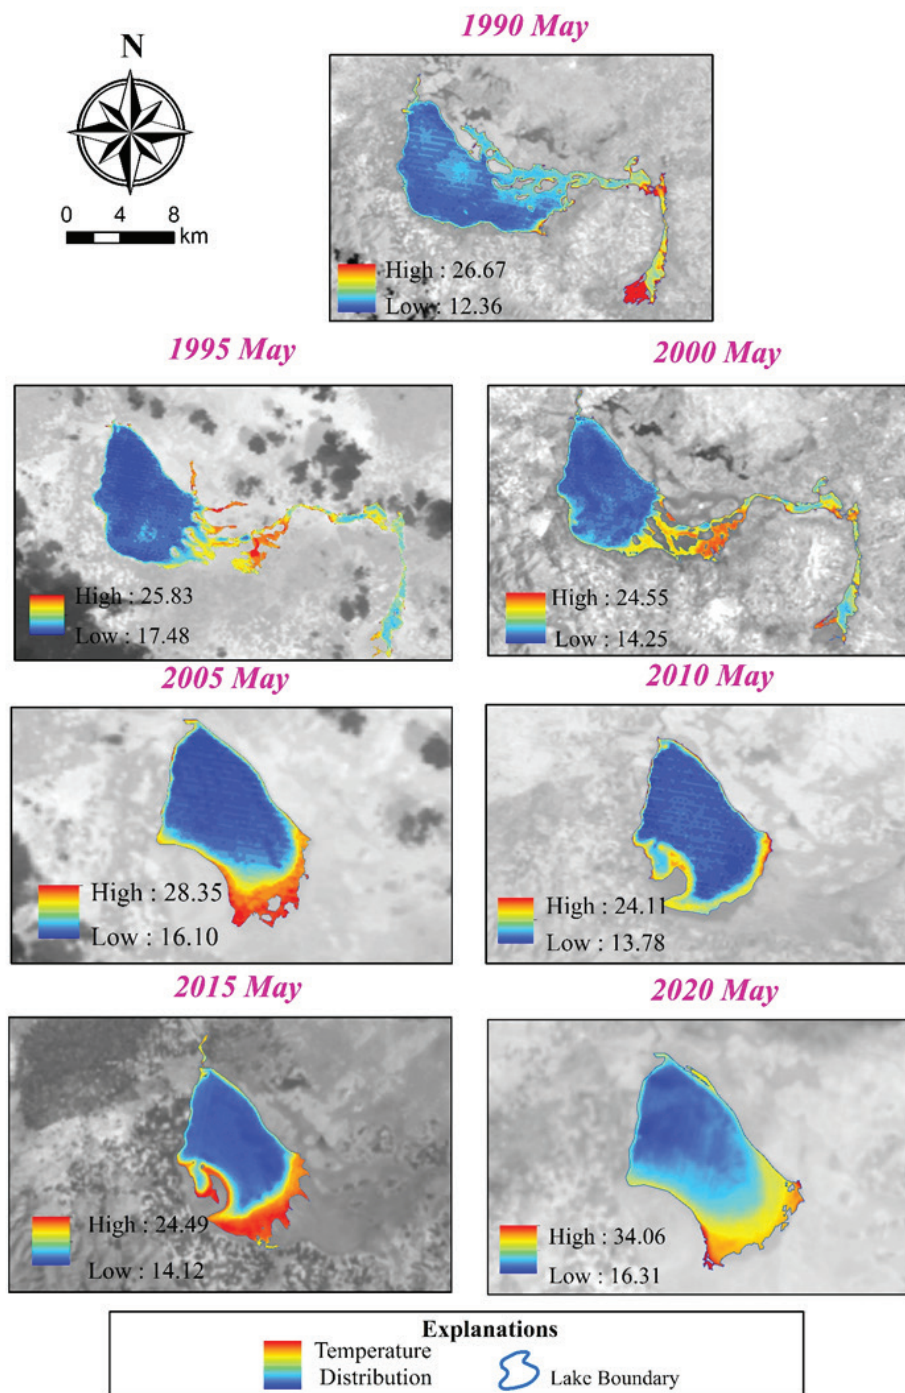 1990 May
N
0 4 8
km
High : 26.67
Low : 12.36
1995 May
2000 May
High : 25.83
Low : 17.48
High : 24.55
Low : 14.25
2005 May
2010 May
High : 28.35
Low : 16.10
High : 24.11
Low : 13.78
2015 May
2020 May
High : 24.49
Low : 14.12
High : 34.06
Low : 16.31
Explanations
Temperature
Distribution
Lake Boundary